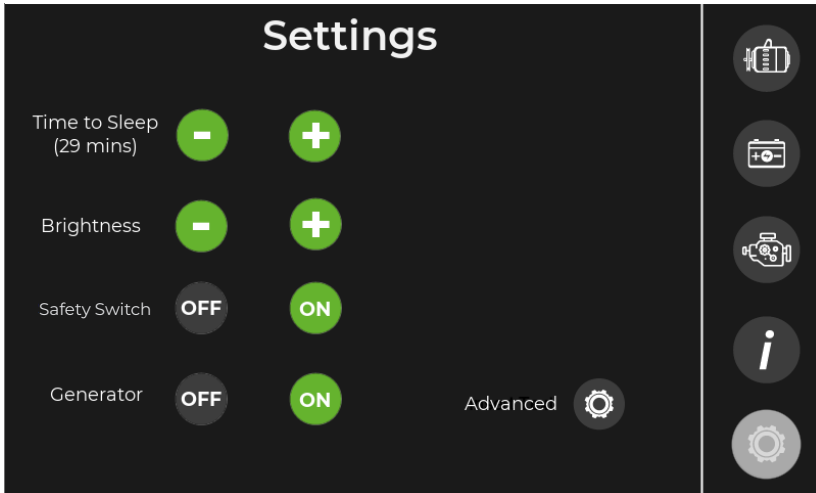 Settings
Time to Sleep
(29 mins)
-
+
Brightness
-
+
Safety Switch
OFF
ON
Generator
OFF
ON
Advanced
+
-
i